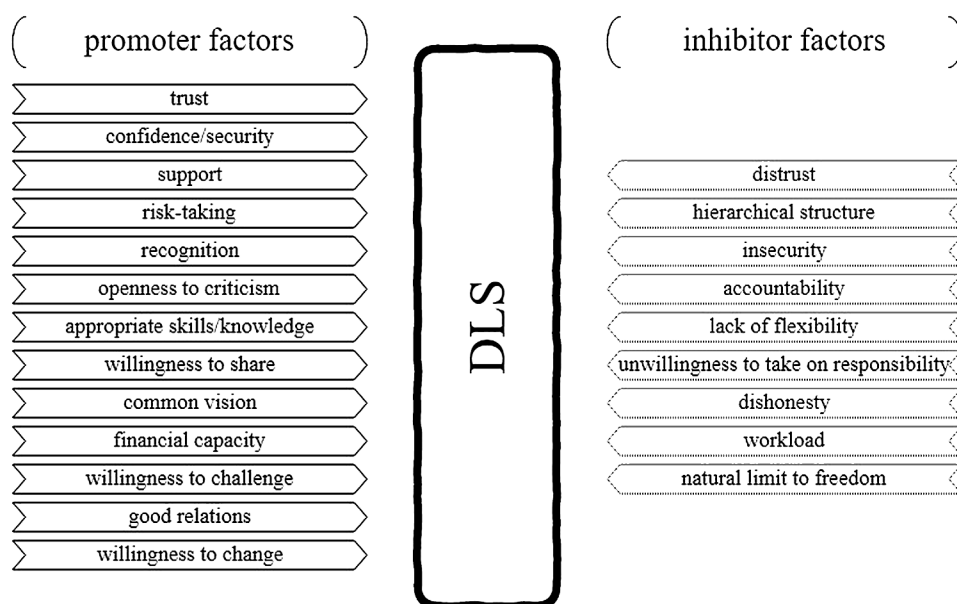 promoter factors
trust
confidence/security
support
risk-taking
recognition
openness to criticism
appropriate skills/knowledge
willingness to share
common vision
financial capacity
willingness to challenge
good relations
willingness to change
DLS
inhibitor factors
distrust
hierarchical structure
insecurity
accountability
lack of flexibility
unwillingness to take on responsibility
dishonesty
workload
natural limit to freedom